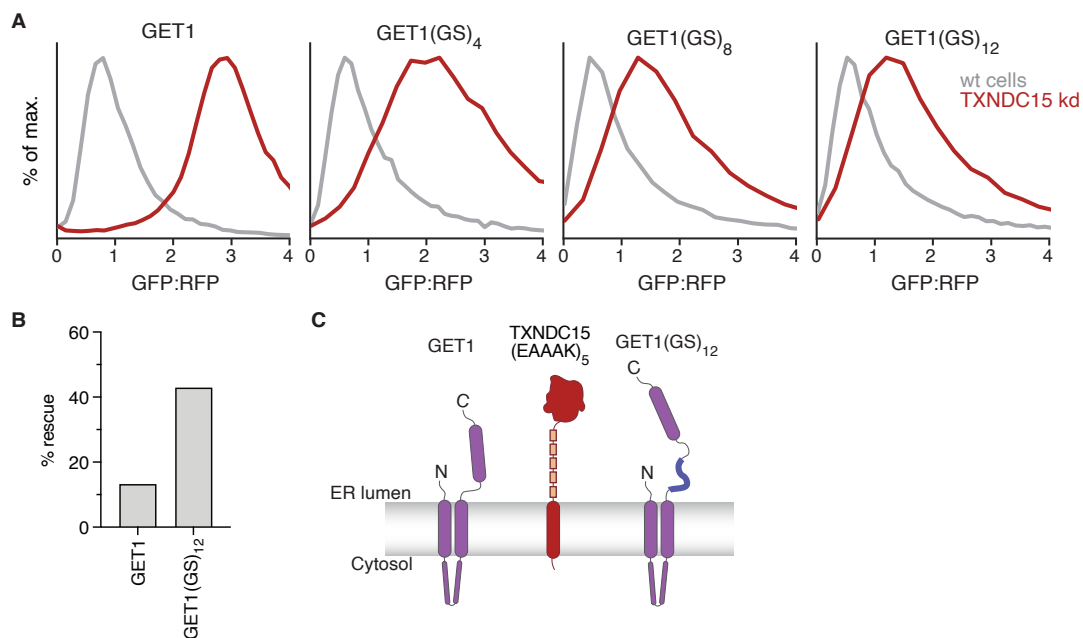 A
GET1
GET1(GS)4
GET1(GS)8
GET1(GS)12
wt cells
TXNDC15 kd
% of max.
0 1 2 3 4
0 1 2 3 4
0 1 2 3 4
0 1 2 3 4
GFP:RFP
GFP:RFP
GFP:RFP
GFP:RFP
B
60
40
20
0
% rescue
GET1
GET1(GS)12
C
GET1
TXNDC15
(EAAAK)5
GET1(GS)12
C
C
N
N
ER lumen
Cytosol